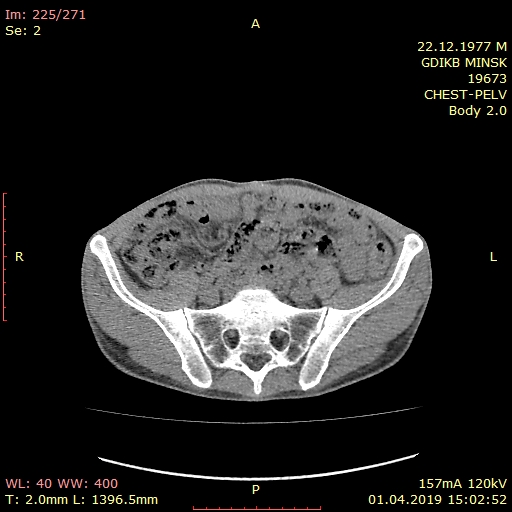 Im: 225/271
Se: 2
A
22.12.1977 M
GDIKB MINSK
19673
CHEST-PELV
Body 2.0
R
L
WL: 40 WW: 400
T: 2.0mm L: 1396.5mm
P
157mA 120kV
01.04.2019 15:02:52